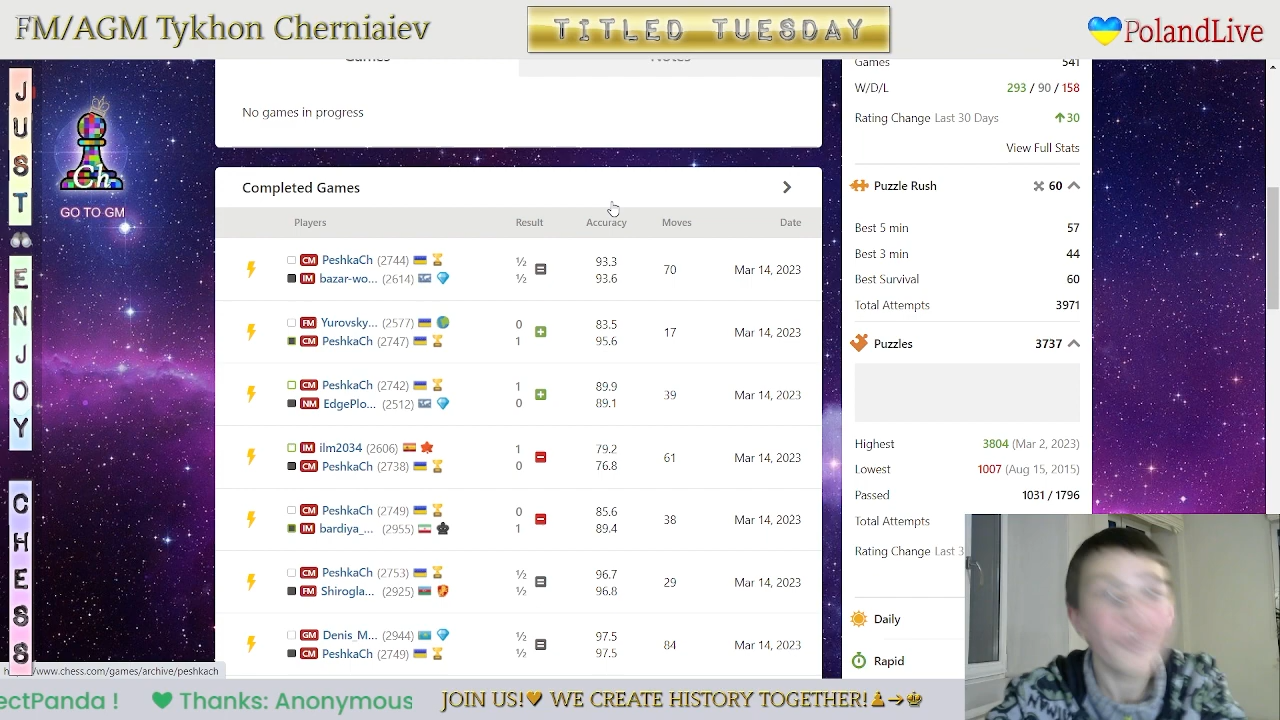 FM/AGM Tykhon Cherniaiev
TITLED TUESDAY
PolandLive
JUST
ENJOY
CHESS
Ch
GO TO GM
Games
Notes
No games in progress
Completed Games
Players Result Accuracy Moves Date
CM PeshkaCh (2744) ½ 93.3 70 Mar 14, 2023
IM bazar-wo... (2614) ½ 93.6
FM Yurovsky... (2577) 0 83.5 17 Mar 14, 2023
CM PeshkaCh (2747) 1 95.6
CM PeshkaCh (2742) 1 89.9 39 Mar 14, 2023
NM EdgePlo... (2512) 0 89.1
IM ilm2034 (2606) 1 79.2 61 Mar 14, 2023
CM PeshkaCh (2738) 0 76.8
CM PeshkaCh (2749) 0 85.6 38 Mar 14, 2023
IM bardiya_... (2955) 1 89.4
CM PeshkaCh (2753) ½ 96.7 29 Mar 14, 2023
FM Shirogla... (2925) ½ 96.8
GM Denis_M... (2944) ½ 97.5 84 Mar 14, 2023
CM PeshkaCh (2749) ½ 97.5
Games 541
W/D/L 293 / 90 / 158
Rating Change Last 30 Days 30
View Full Stats
Puzzle Rush 60
Best 5 min 57
Best 3 min 44
Best Survival 60
Total Attempts 3971
Puzzles 3737
Highest 3804 (Mar 2, 2023)
Lowest 1007 (Aug 15, 2015)
Passed 1031 / 1796
Total Attempts
Rating Change Last 3
Daily
Rapid
/www.chess.com/games/archive/peshkach
ectPanda ! Thanks: Anonymous
JOIN US! WE CREATE HISTORY TOGETHER!